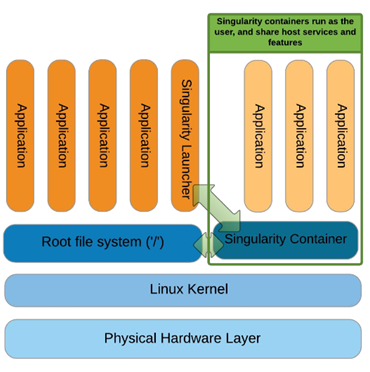 Singularity containers run as the
user, and share host services and
features
Application
Application
Application
Application
Singularity Launcher
Application
Application
Application
Root file system ('/')
Singularity Container
Linux Kernel
Physical Hardware Layer